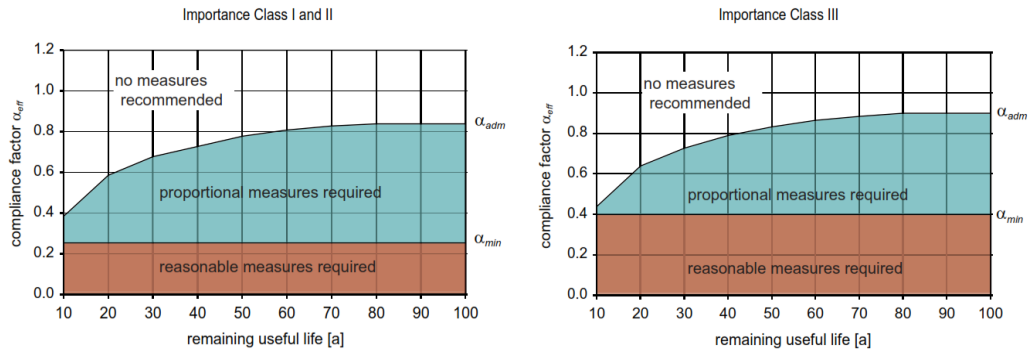 Importance Class I and II
compliance factor αeff
1.2
1.0
0.8
0.6
0.4
0.2
0.0
no measures
recommended
proportional measures required
reasonable measures required
αadm
αmin
10 20 30 40 50 60 70 80 90 100
remaining useful life [a]
Importance Class III
compliance factor αeff
1.2
1.0
0.8
0.6
0.4
0.2
0.0
no measures
recommended
proportional measures required
reasonable measures required
αadm
αmin
10 20 30 40 50 60 70 80 90 100
remaining useful life [a]